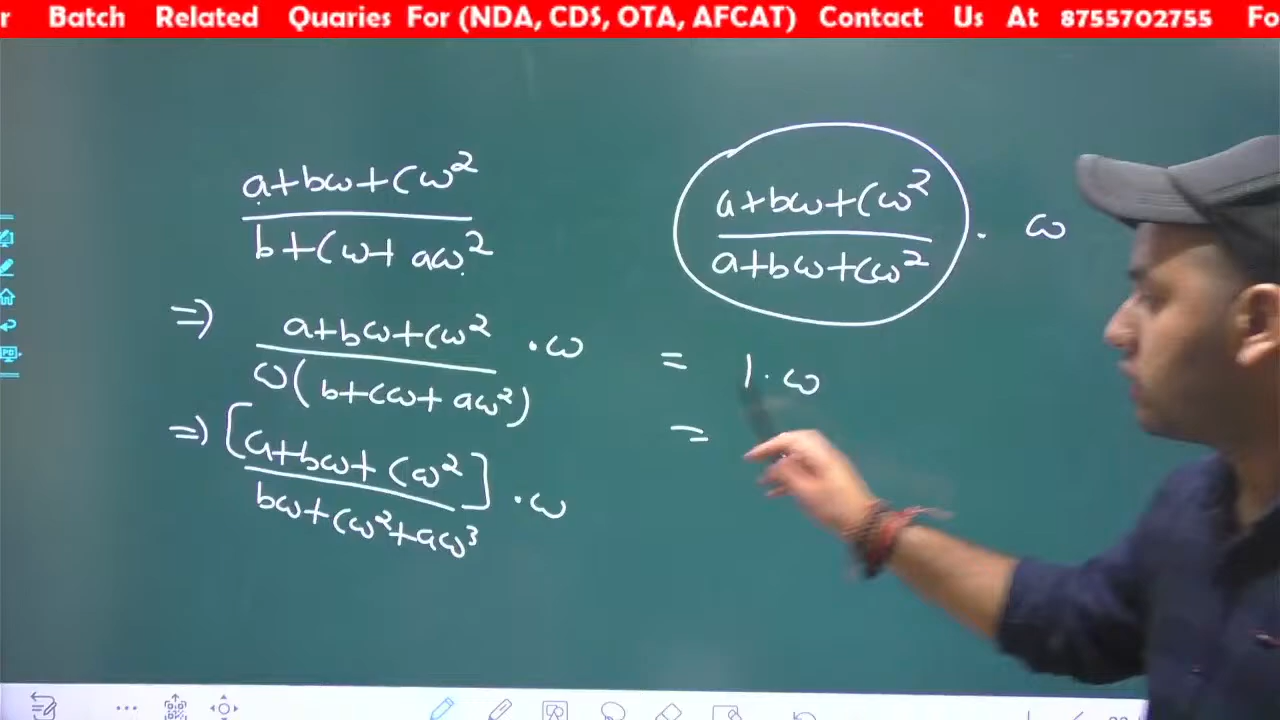 r Batch Related Quaries For (NDA, CDS, OTA, AFCAT) Contact Us At 8755702755 Fo
a+bω+cω²
b+cω+aω²
⇒ a+bω+cω² . ω
ω(b+cω+aω²)
⇒ [a+bω+cω²] . ω
bω+cω²+aω³
a+bω+cω² . ω
a+bω+cω²
= 1 . ω
=